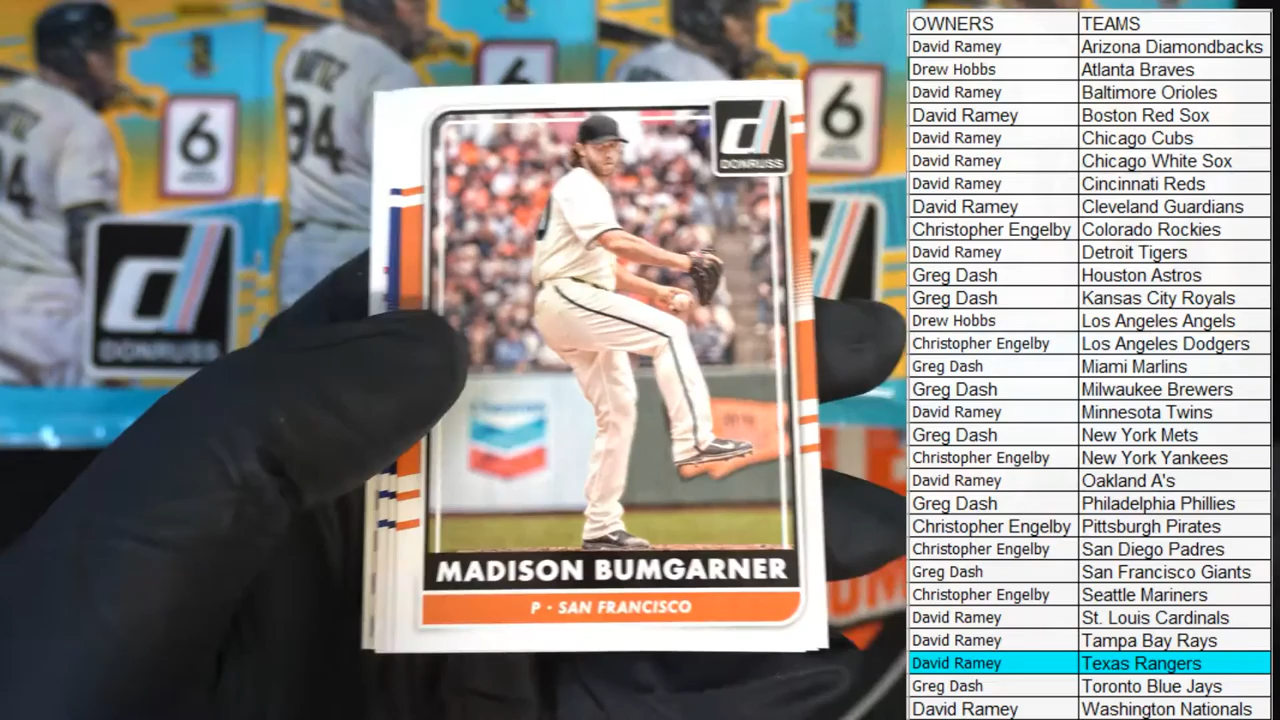 6
6
6
ORTIZ
34
DONRUSS
DONRUSS
MADISON BUMGARNER
P · SAN FRANCISCO
OWNERS TEAMS
David Ramey Arizona Diamondbacks
Drew Hobbs Atlanta Braves
David Ramey Baltimore Orioles
David Ramey Boston Red Sox
David Ramey Chicago Cubs
David Ramey Chicago White Sox
David Ramey Cincinnati Reds
David Ramey Cleveland Guardians
Christopher Engelby Colorado Rockies
David Ramey Detroit Tigers
Greg Dash Houston Astros
Greg Dash Kansas City Royals
Drew Hobbs Los Angeles Angels
Christopher Engelby Los Angeles Dodgers
Greg Dash Miami Marlins
Greg Dash Milwaukee Brewers
David Ramey Minnesota Twins
Greg Dash New York Mets
Christopher Engelby New York Yankees
David Ramey Oakland A's
Greg Dash Philadelphia Phillies
Christopher Engelby Pittsburgh Pirates
Christopher Engelby San Diego Padres
Greg Dash San Francisco Giants
Christopher Engelby Seattle Mariners
David Ramey St. Louis Cardinals
David Ramey Tampa Bay Rays
David Ramey Texas Rangers
Greg Dash Toronto Blue Jays
David Ramey Washington Nationals